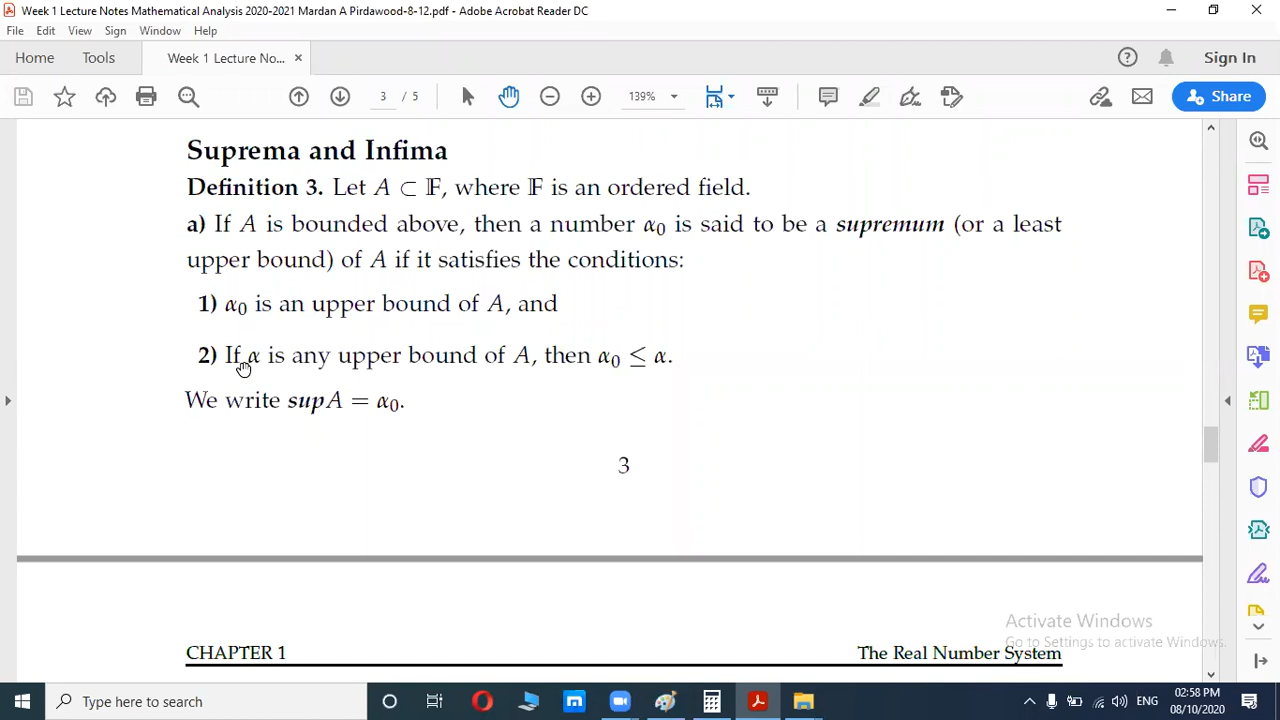 Week 1 Lecture Notes Mathematical Analysis 2020-2021 Mardan A Pirdawood-8-12.pdf - Adobe Acrobat Reader DC
File Edit View Sign Window Help
Home Tools Week 1 Lecture No... × Sign In
3 / 5 139% Share
Suprema and Infima
Definition 3. Let A ⊂ 𝔽, where 𝔽 is an ordered field.
a) If A is bounded above, then a number α₀ is said to be a supremum (or a least
upper bound) of A if it satisfies the conditions:
1) α₀ is an upper bound of A, and
2) If α is any upper bound of A, then α₀ ≤ α.
We write supA = α₀.
3
Activate Windows
Go to Settings to activate Windows.
CHAPTER 1 The Real Number System
Type here to search ENG 02:58 PM
08/10/2020